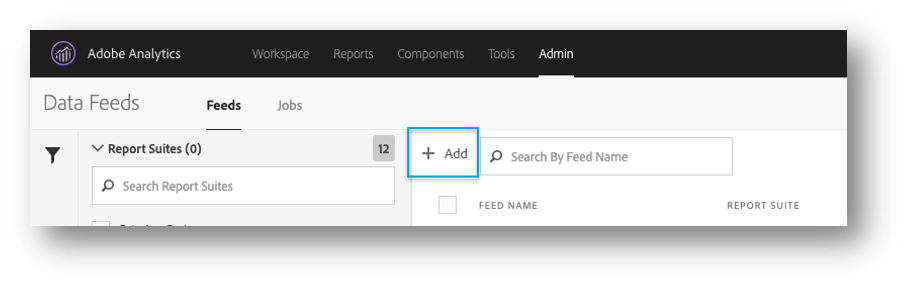 Adobe Analytics Workspace Reports Components Tools Admin
Data Feeds Feeds Jobs
Report Suites (0) 12
Search Report Suites
+ Add
Search By Feed Name
FEED NAME REPORT SUITE